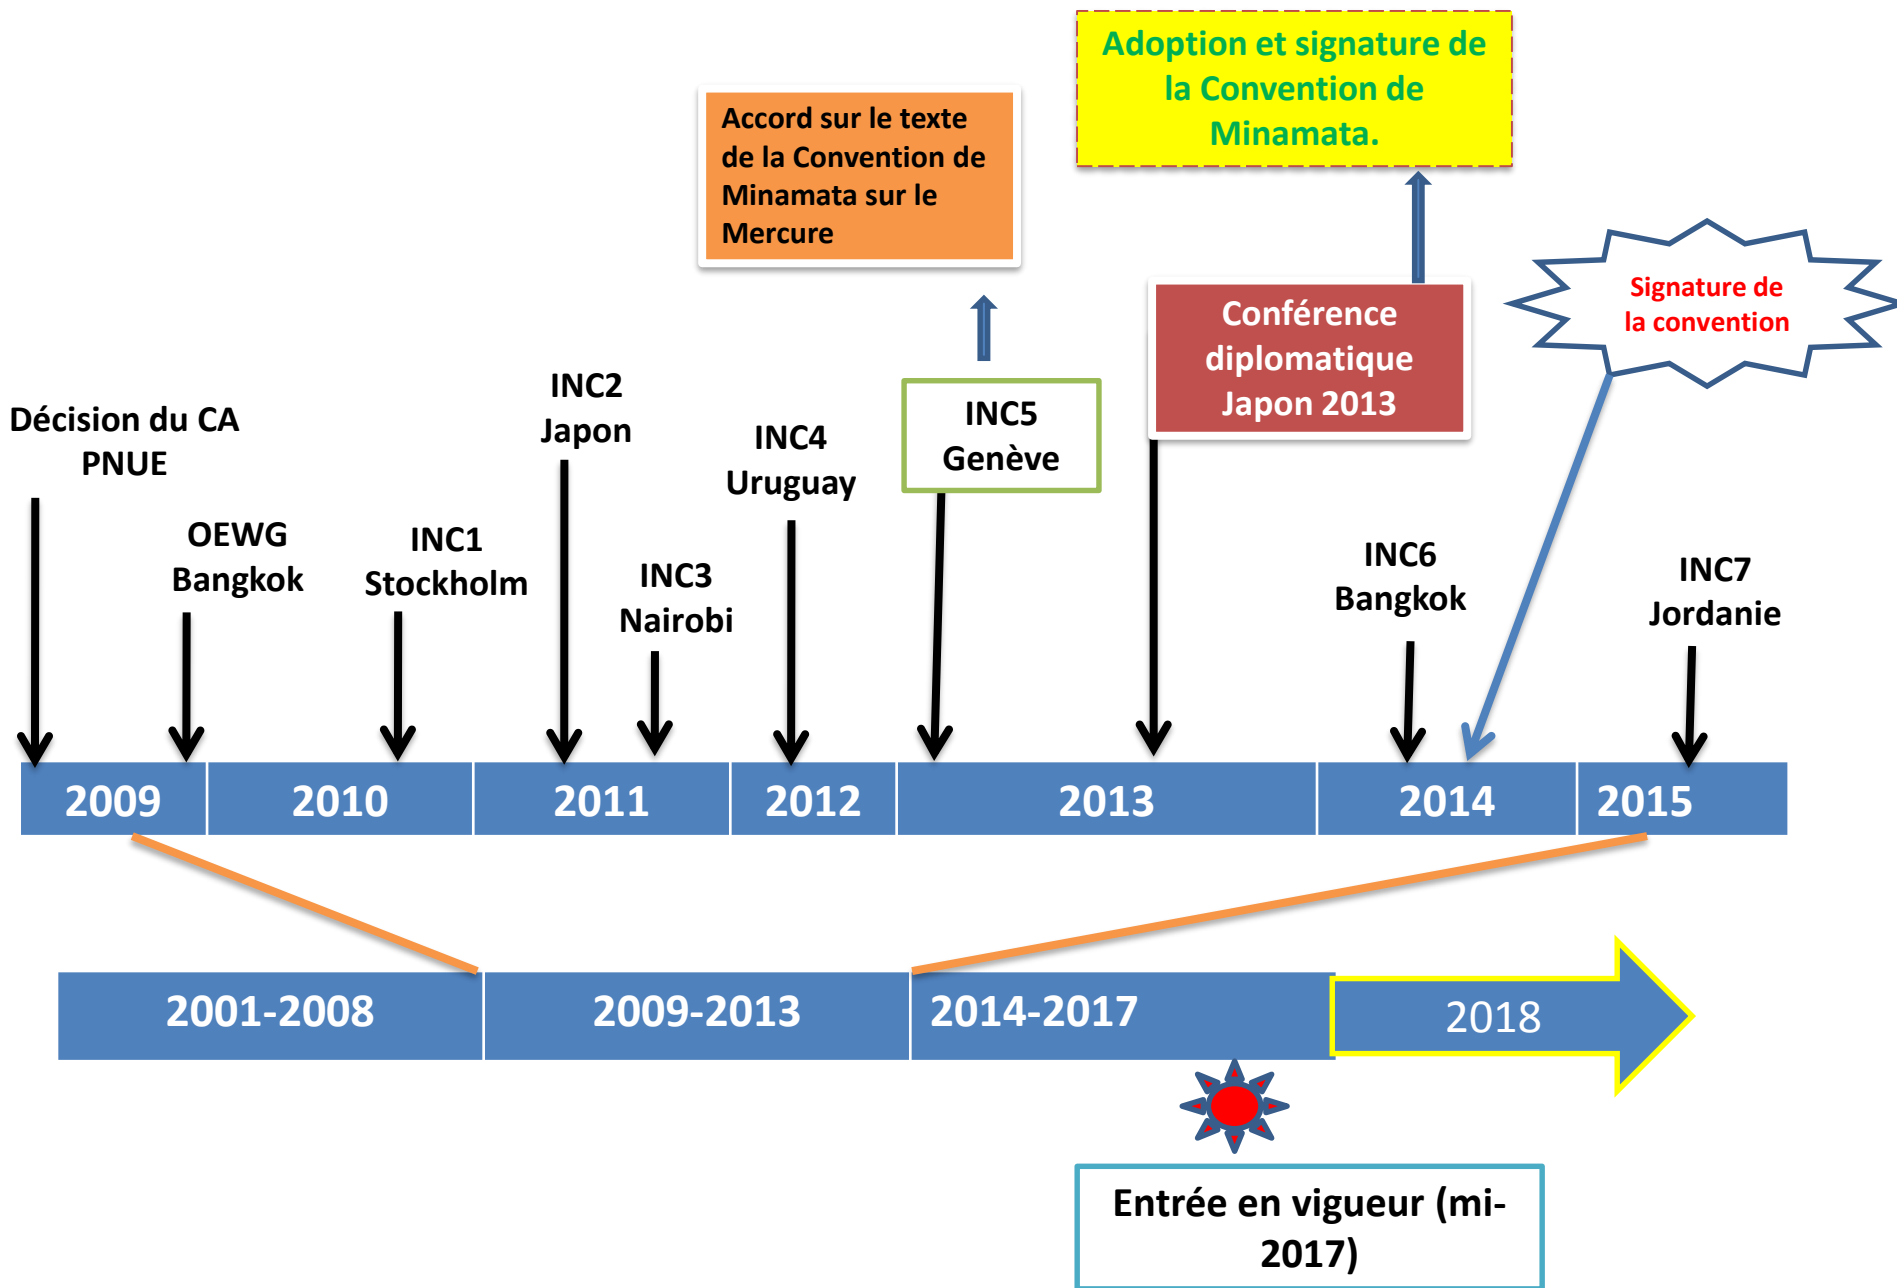 Adoption et signature de
la Convention de
Minamata.
Accord sur le texte
de la Convention de
Minamata sur le
Mercure
Signature de
la convention
Conférence
diplomatique
Japon 2013
Décision du CA
PNUE
OEWG
Bangkok
INC1
Stockholm
INC2
Japon
INC3
Nairobi
INC4
Uruguay
INC5
Genève
INC6
Bangkok
INC7
Jordanie
2009
2010
2011
2012
2013
2014
2015
2001-2008
2009-2013
2014-2017
2018
Entrée en vigueur (mi-
2017)